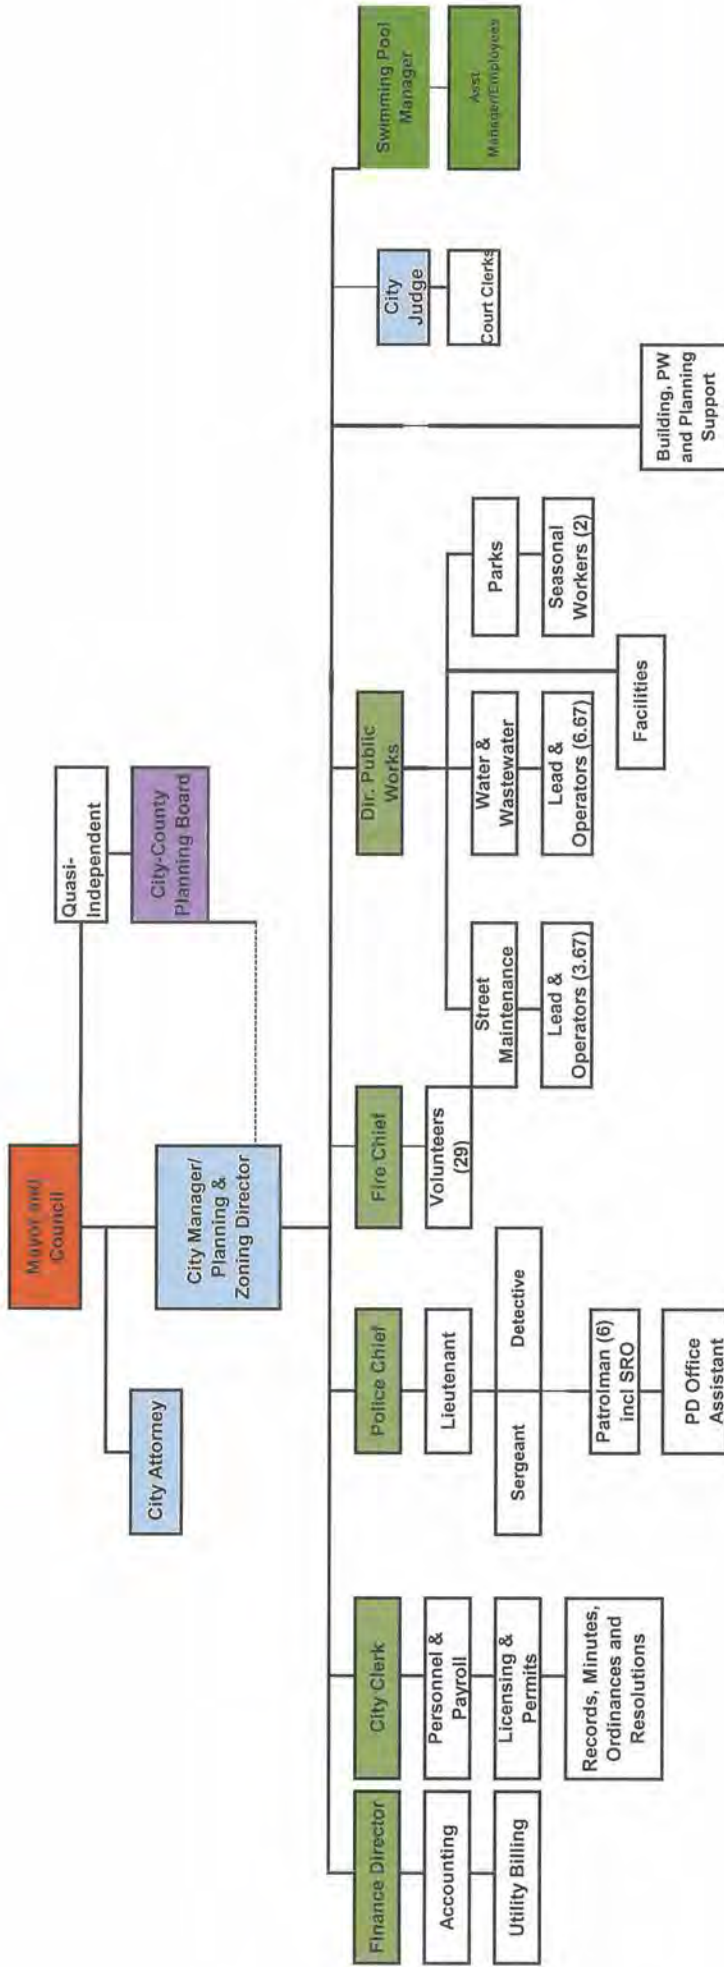 Mayor and
Council
Quasi-
Independent
City Attorney
City Manager/
Planning &
Zoning Director
City-County
Planning Board
Finance Director
City Clerk
Police Chief
Fire Chief
Dir. Public
Works
City
Judge
Swimming Pool
Manager
Accounting
Personnel &
Payroll
Lieutenant
Volunteers
(29)
Court Clerks
Asst
Manager/Employees
Utility Billing
Licensing &
Permits
Sergeant
Detective
Street
Maintenance
Water &
Wastewater
Parks
Records, Minutes,
Ordinances and
Resolutions
Patrolman (6)
incl SRO
Lead &
Operators (3.67)
Lead &
Operators (6.67)
Seasonal
Workers (2)
PD Office
Assistant
Facilities
Building, PW
and Planning
Support